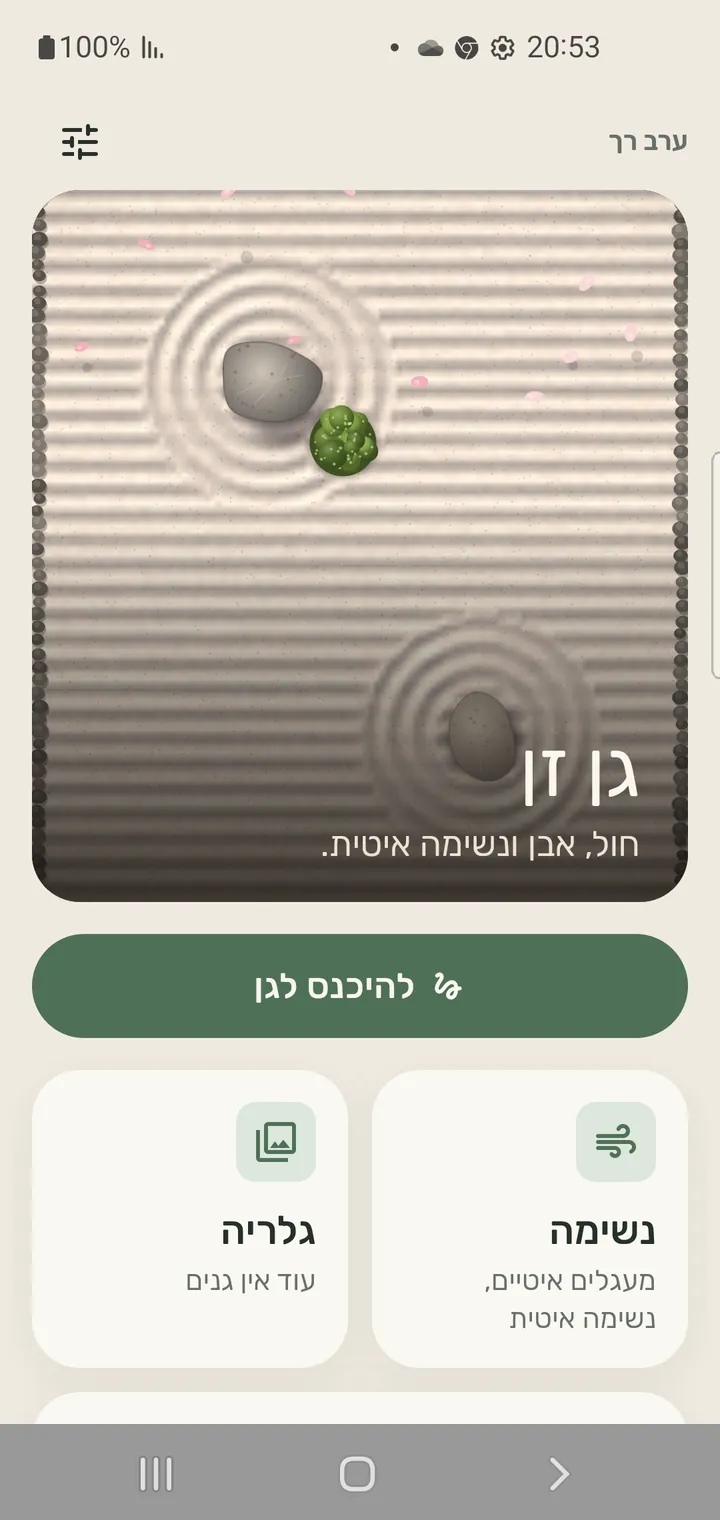 100%
20:53
ערב רך
גן זן
חול, אבן ונשימה איטית.
להיכנס לגן
נשימה
מעגלים איטיים,
נשימה איטית
גלריה
עוד אין גנים